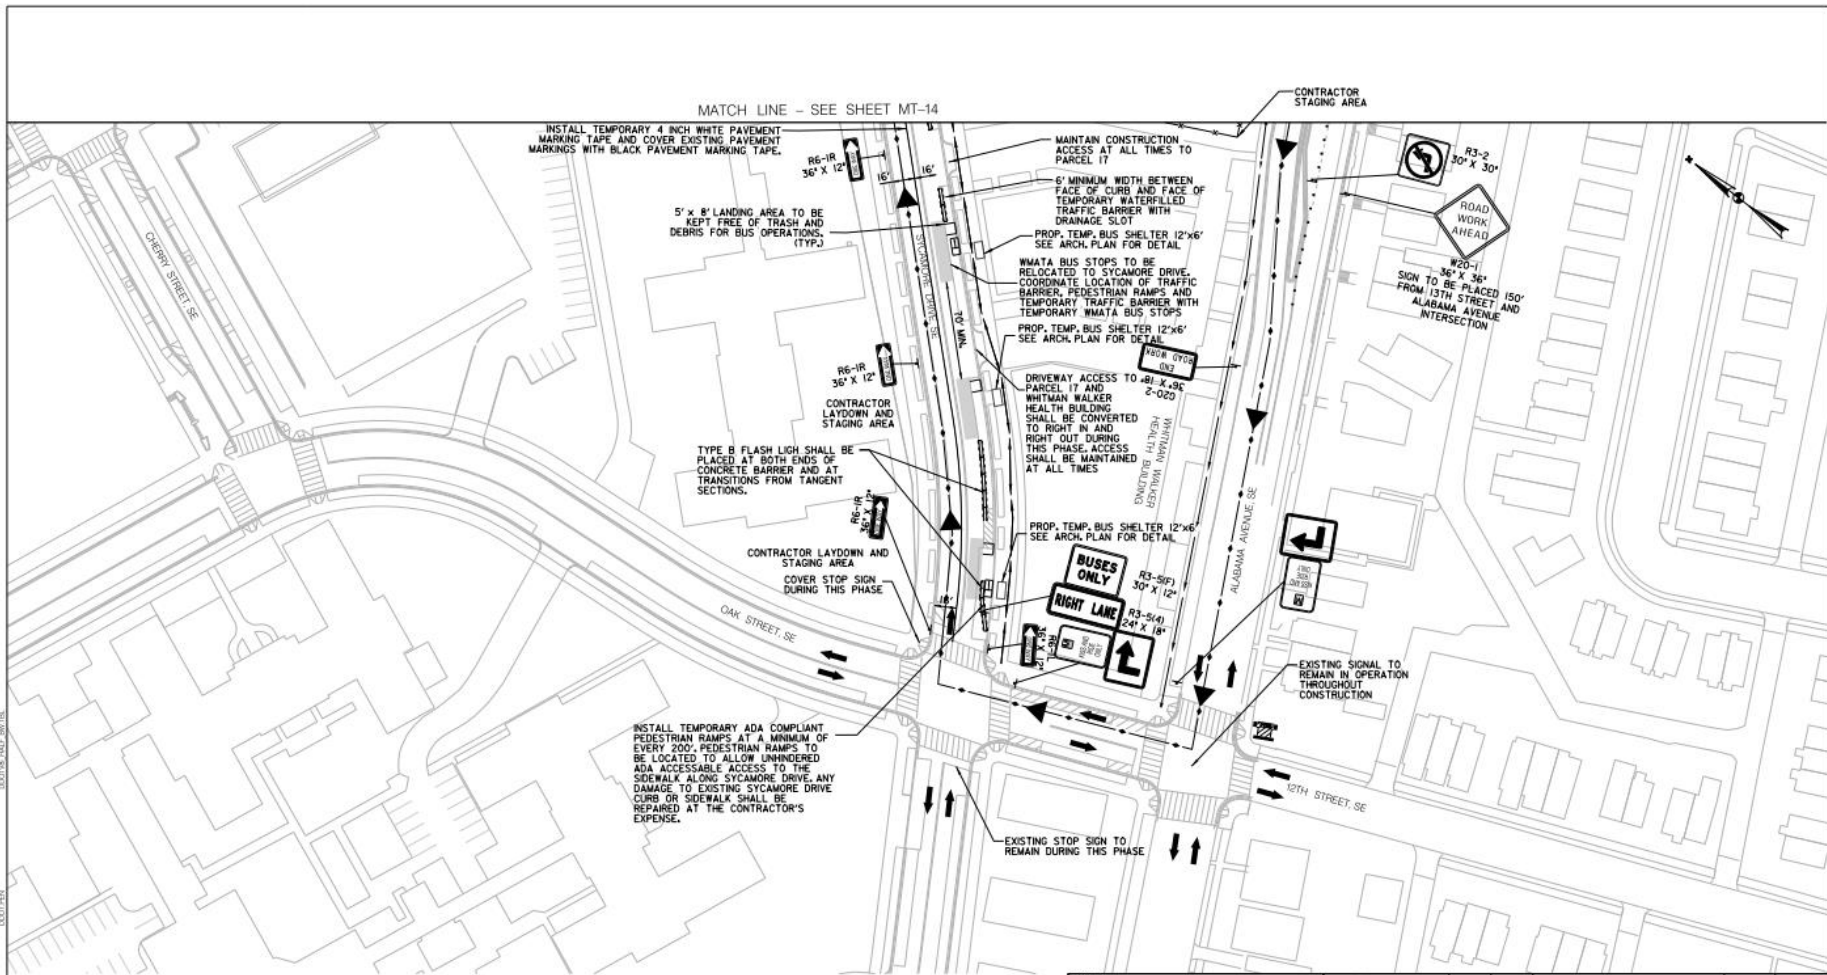 MATCH LINE – SEE SHEET MT-14
CONTRACTOR
STAGING AREA
INSTALL TEMPORARY 4 INCH WHITE PAVEMENT
MARKING TAPE AND COVER EXISTING PAVEMENT
MARKINGS WITH BLACK PAVEMENT MARKING TAPE.
R6-1R
36" X 12"
16'
16'
MAINTAIN CONSTRUCTION
ACCESS AT ALL TIMES TO
PARCEL 17
R3-2
30" X 30"
6' MINIMUM WIDTH BETWEEN
FACE OF CURB AND FACE OF
TEMPORARY WATERFILLED
TRAFFIC BARRIER WITH
DRAINAGE SLOT
ROAD
WORK
AHEAD
5' x 8' LANDING AREA TO BE
KEPT FREE OF TRASH AND
DEBRIS FOR BUS OPERATIONS.
(TYP.)
PROP. TEMP. BUS SHELTER 12'x6'
SEE ARCH. PLAN FOR DETAIL
CHERRY STREET, SE
SYCAMORE DRIVE, SE
WMATA BUS STOPS TO BE
RELOCATED TO SYCAMORE DRIVE.
COORDINATE LOCATION OF TRAFFIC
BARRIER, PEDESTRIAN RAMPS AND
TEMPORARY TRAFFIC BARRIER WITH
TEMPORARY WMATA BUS STOPS
W20-1
36" X 36"
SIGN TO BE PLACED 150'
FROM 13TH STREET AND
ALABAMA AVENUE
INTERSECTION
70' MIN.
PROP. TEMP. BUS SHELTER 12'x6'
SEE ARCH. PLAN FOR DETAIL
END
ROAD WORK
G20-2
36" X 18"
R6-1R
36" X 12"
DRIVEWAY ACCESS TO
PARCEL 17 AND
WHITMAN WALKER
HEALTH BUILDING
SHALL BE CONVERTED
TO RIGHT IN AND
RIGHT OUT DURING
THIS PHASE. ACCESS
SHALL BE MAINTAINED
AT ALL TIMES
CONTRACTOR
LAYDOWN AND
STAGING AREA
WHITMAN WALKER
HEALTH BUILDING
TYPE B FLASH LIGH SHALL BE
PLACED AT BOTH ENDS OF
CONCRETE BARRIER AND AT
TRANSITIONS FROM TANGENT
SECTIONS.
R6-1R
36" X 12"
ALABAMA AVENUE, SE
PROP. TEMP. BUS SHELTER 12'x6'
SEE ARCH. PLAN FOR DETAIL
CONTRACTOR LAYDOWN AND
STAGING AREA
COVER STOP SIGN
DURING THIS PHASE
BUSES
ONLY
R3-5(F)
30" X 12"
RIGHT LANE
R3-5(4)
24" X 18"
16'
OAK STREET, SE
R6-1L
36" X 12"
EXISTING SIGNAL TO
REMAIN IN OPERATION
THROUGHOUT
CONSTRUCTION
INSTALL TEMPORARY ADA COMPLIANT
PEDESTRIAN RAMPS AT A MINIMUM OF
EVERY 200'. PEDESTRIAN RAMPS TO
BE LOCATED TO ALLOW UNHINDERED
ADA ACCESSABLE ACCESS TO THE
SIDEWALK ALONG SYCAMORE DRIVE. ANY
DAMAGE TO EXISTING SYCAMORE DRIVE
CURB OR SIDEWALK SHALL BE
REPAIRED AT THE CONTRACTOR'S
EXPENSE.
12TH STREET, SE
EXISTING STOP SIGN TO
REMAIN DURING THIS PHASE